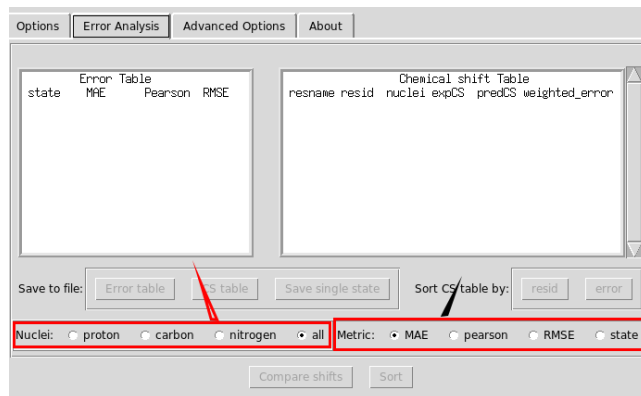 Options Error Analysis Advanced Options About
Error Table
state MAE Pearson RMSE
Chemical shift Table
resname resid nuclei expCS predCS weighted_error
Save to file: Error table CS table Save single state Sort CS table by: resid error
Nuclei: proton carbon nitrogen all Metric: MAE pearson RMSE state
Compare shifts Sort